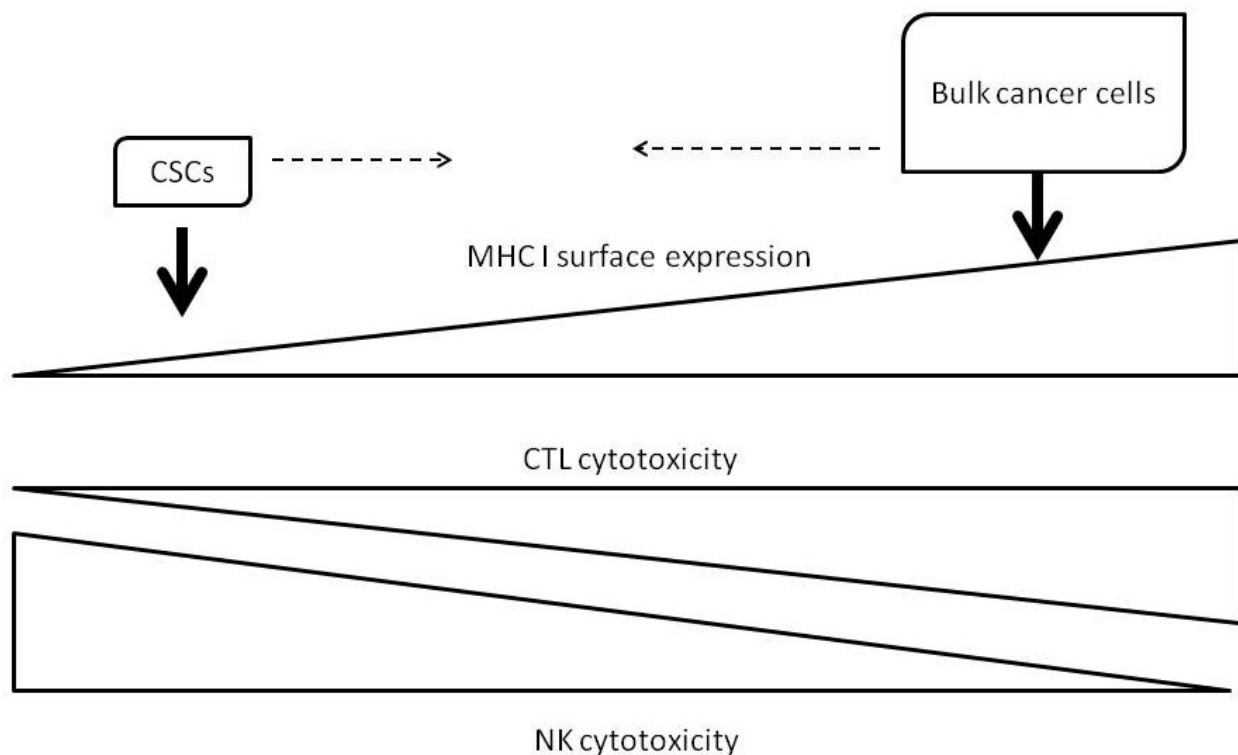 Bulk cancer cells
CSCs
MHC I surface expression
CTL cytotoxicity
NK cytotoxicity